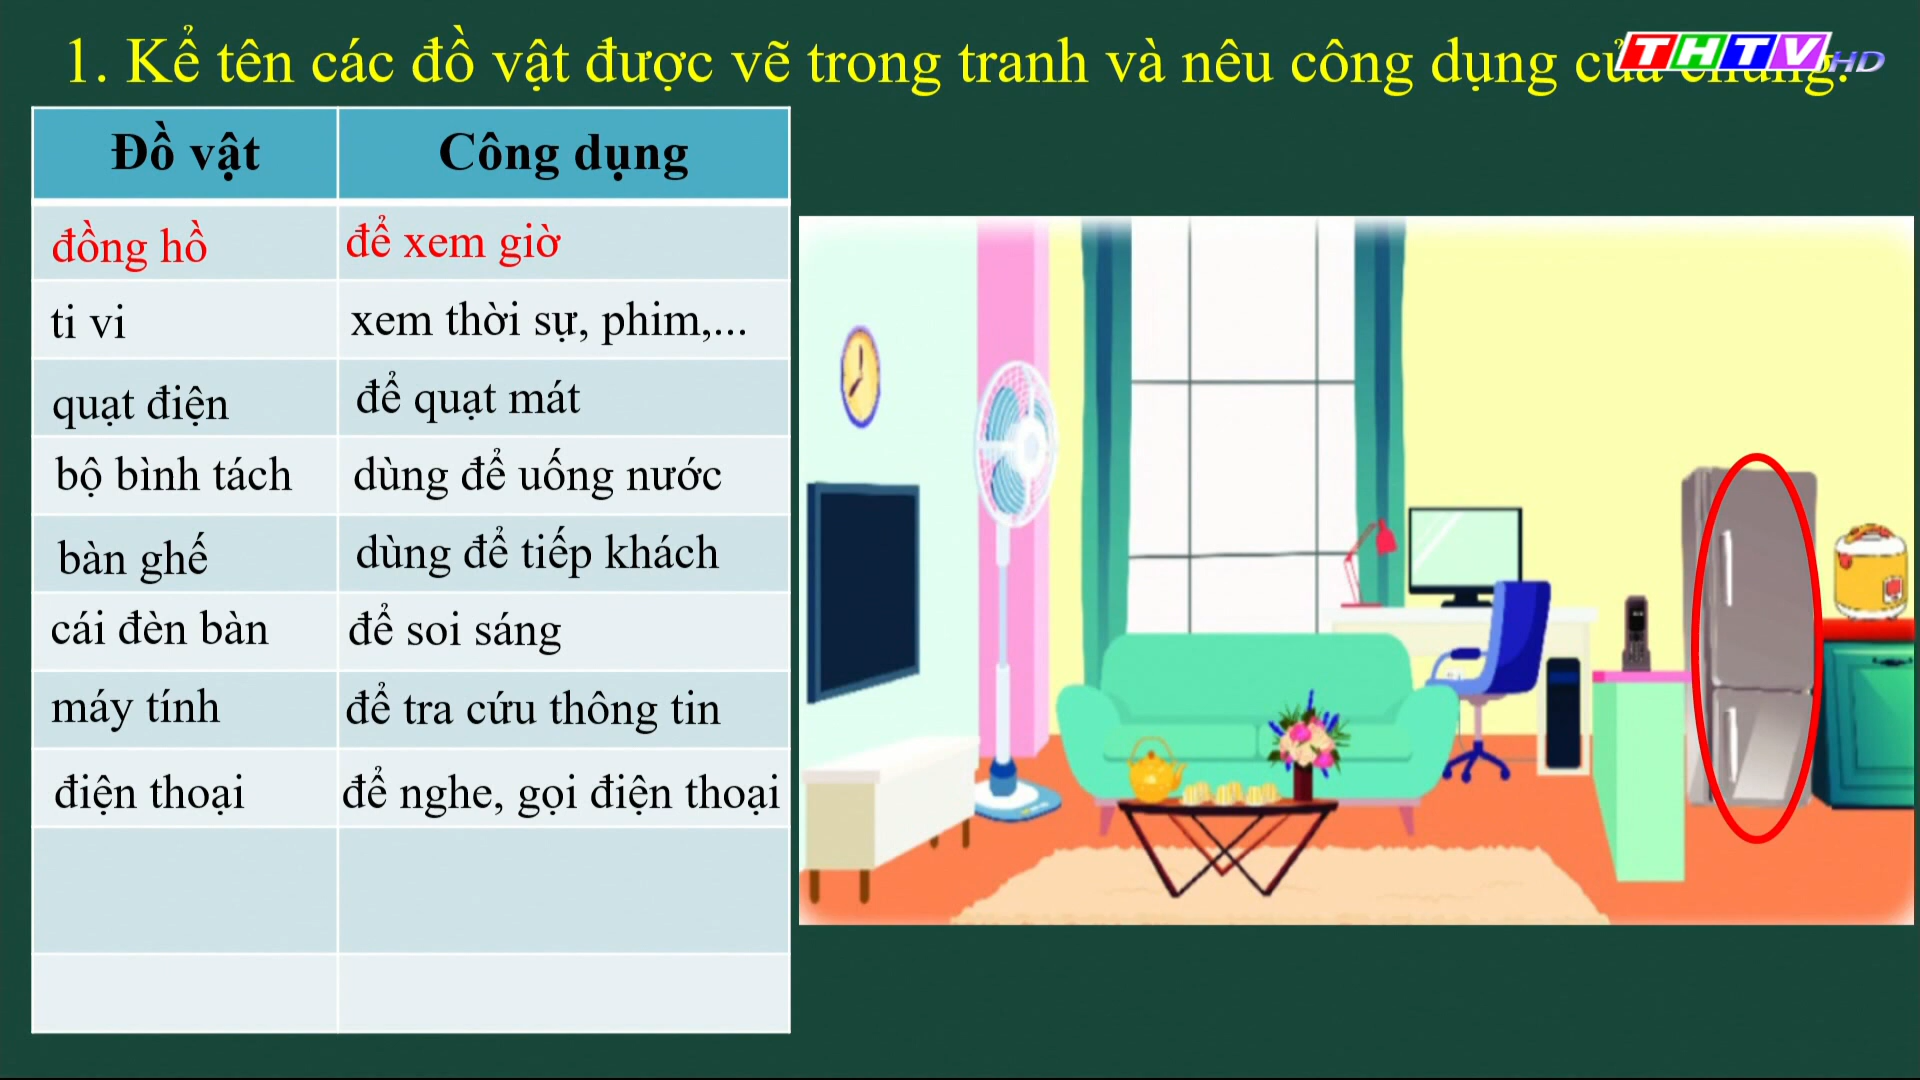 1. Kể tên các đồ vật được vẽ trong tranh và nêu công dụng của chúng.
THTV HD
Đồ vật Công dụng
đồng hồ để xem giờ
ti vi xem thời sự, phim,...
quạt điện để quạt mát
bộ bình tách dùng để uống nước
bàn ghế dùng để tiếp khách
cái đèn bàn để soi sáng
máy tính để tra cứu thông tin
điện thoại để nghe, gọi điện thoại